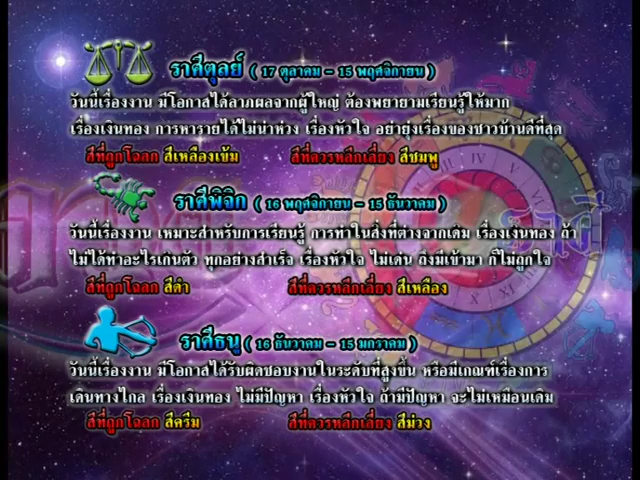 ราศีตุลย์ ( 17 ตุลาคม - 15 พฤศจิกายน )
วันนี้เรื่องงาน มีโอกาสได้ลาภผลจากผู้ใหญ่ ต้องพยายามเรียนรู้ให้มาก
เรื่องเงินทอง การหารายได้ไม่น่าห่วง เรื่องหัวใจ อย่ายุ่งเรื่องของชาวบ้านดีที่สุด
สีที่ถูกโฉลก สีเหลืองเข้ม สีที่ควรหลีกเลี่ยง สีชมพู
ราศีพิจิก ( 16 พฤศจิกายน - 15 ธันวาคม )
วันนี้เรื่องงาน เหมาะสำหรับการเรียนรู้ การทำในสิ่งที่ต่างจากเดิม เรื่องเงินทอง ถ้า
ไม่ได้ทำอะไรเกินตัว ทุกอย่างสำเร็จ เรื่องหัวใจ ไม่เด่น ถึงมีเข้ามา ก็ไม่ถูกใจ
สีที่ถูกโฉลก สีดำ สีที่ควรหลีกเลี่ยง สีเหลือง
ราศีธนู ( 16 ธันวาคม - 15 มกราคม )
วันนี้เรื่องงาน มีโอกาสได้รับผิดชอบงานในระดับที่สูงขึ้น หรือมีเกณฑ์เรื่องการ
เดินทางไกล เรื่องเงินทอง ไม่มีปัญหา เรื่องหัวใจ ถ้ามีปัญหา จะไม่เหมือนเดิม
สีที่ถูกโฉลก สีครีม สีที่ควรหลีกเลี่ยง สีม่วง